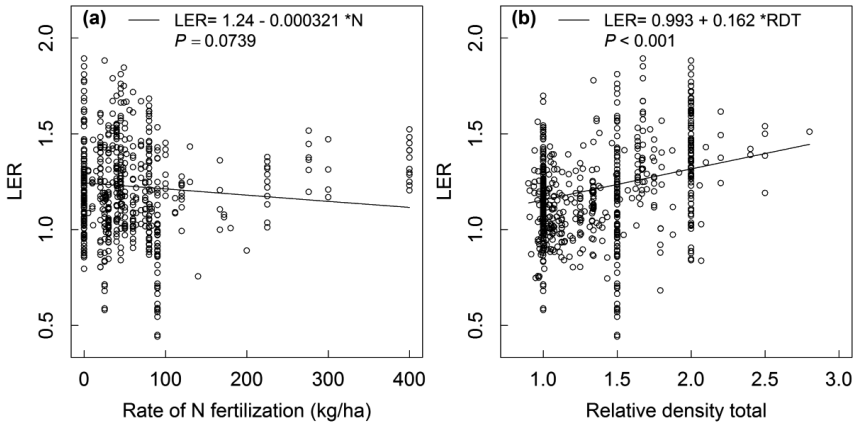 (a)
LER= 1.24 - 0.000321 *N
P = 0.0739
LER
2.0
1.5
1.0
0.5
0 100 200 300 400
Rate of N fertilization (kg/ha)
(b)
LER= 0.993 + 0.162 *RDT
P < 0.001
LER
2.0
1.5
1.0
0.5
1.0 1.5 2.0 2.5 3.0
Relative density total